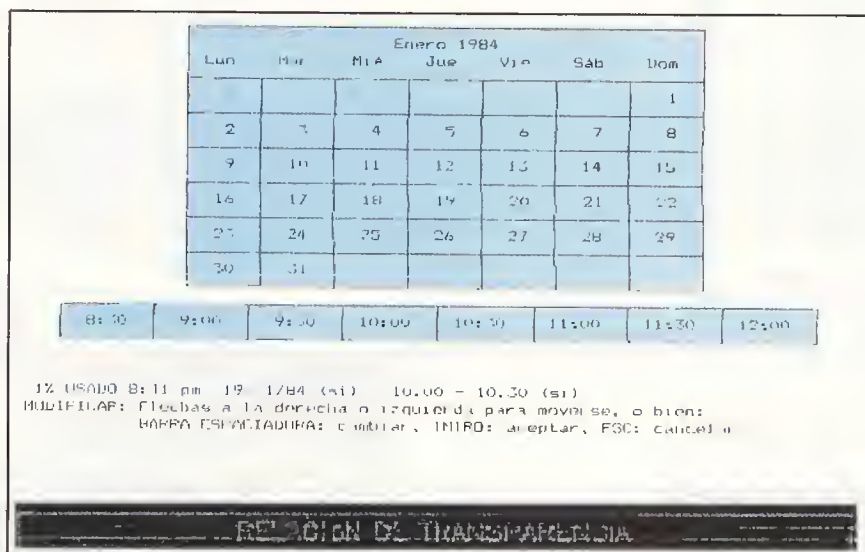 Enero 1984
Lun Mar Mié Jue Vie Sáb Dom
1
2 3 4 5 6 7 8
9 10 11 12 13 14 15
16 17 18 19 20 21 22
23 24 25 26 27 28 29
30 31
8:30 9:00 9:30 10:00 10:30 11:00 11:30 12:00
1% USADO 8:11 pm 19 1/84 (si) 10.00 - 10.30 (si)
MODIFICAR: Flechas a la derecha o izquierda para moverse, o bien:
BARRA ESPACIADORA: cambiar, INTRO: aceptar, ESC: cancela
RELACION DE TRANSPARENCIA